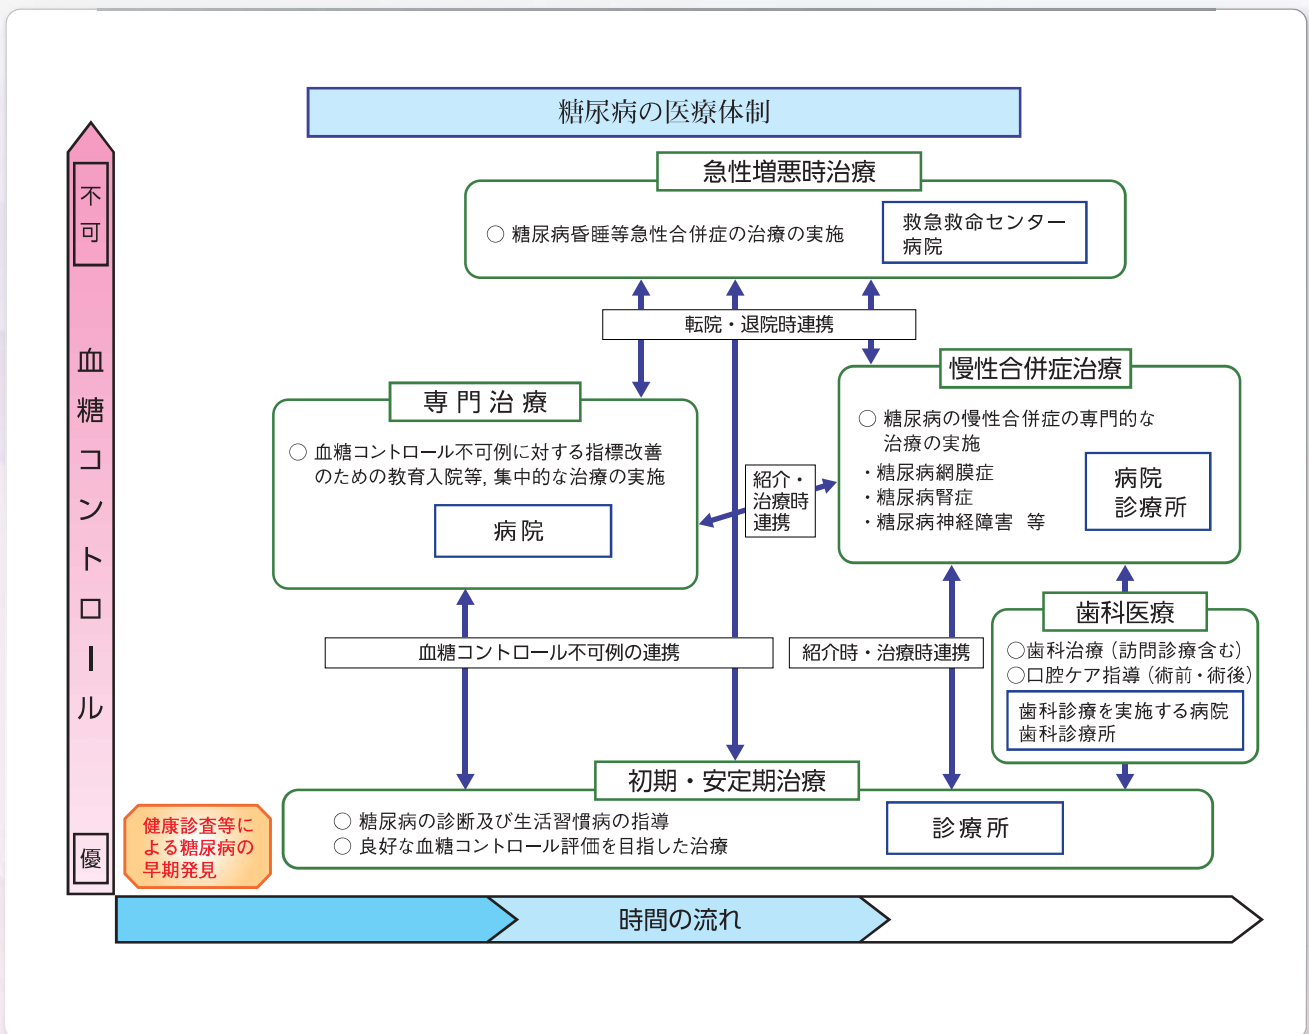 糖尿病の医療体制
不
可
血
糖
コ
ン
ト
ロ
ー
ル
優
急性増悪時治療
○ 糖尿病昏睡等急性合併症の治療の実施
救急救命センター
病院
転院・退院時連携
専門治療
○ 血糖コントロール不可例に対する指標改善
のための教育入院等, 集中的な治療の実施
病院
紹介・
治療時
連携
慢性合併症治療
○ 糖尿病の慢性合併症の専門的な
治療の実施
・糖尿病網膜症
・糖尿病腎症
・糖尿病神経障害 等
病院
診療所
血糖コントロール不可例の連携
紹介時・治療時連携
歯科医療
○歯科治療（訪問診療含む）
○口腔ケア指導（術前・術後）
歯科診療を実施する病院
歯科診療所
初期・安定期治療
○ 糖尿病の診断及び生活習慣病の指導
○ 良好な血糖コントロール評価を目指した治療
診療所
健康診査等に
よる糖尿病の
早期発見
時間の流れ